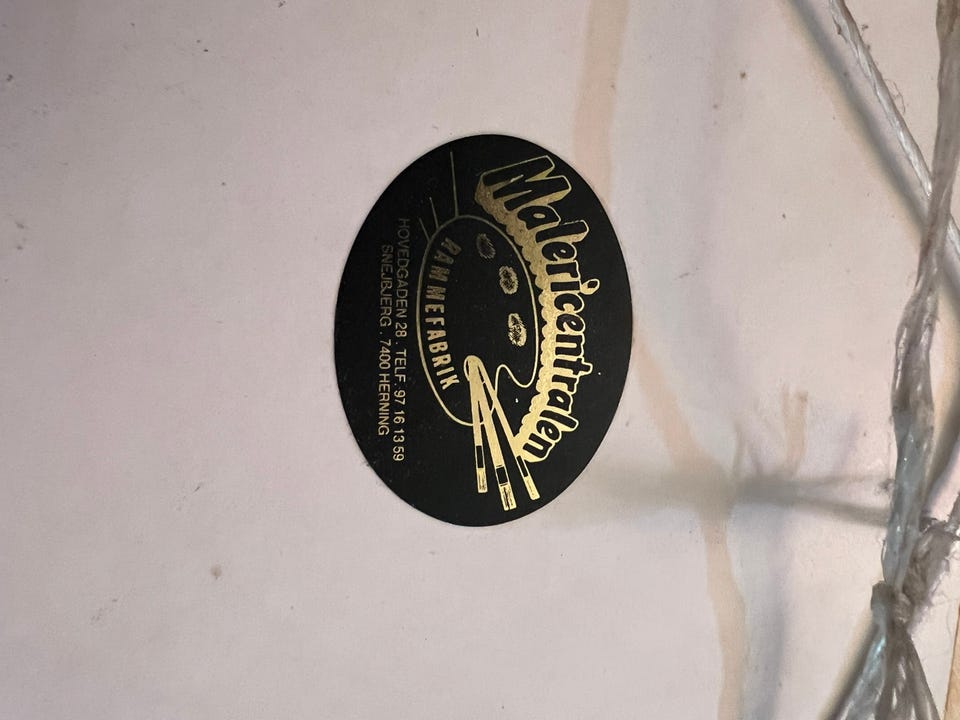 Malericentralen
RAMMEFABRIK
HOVEDGADEN 28 . TELF. 97 16 13 59
SNEJBJERG . 7400 HERNING